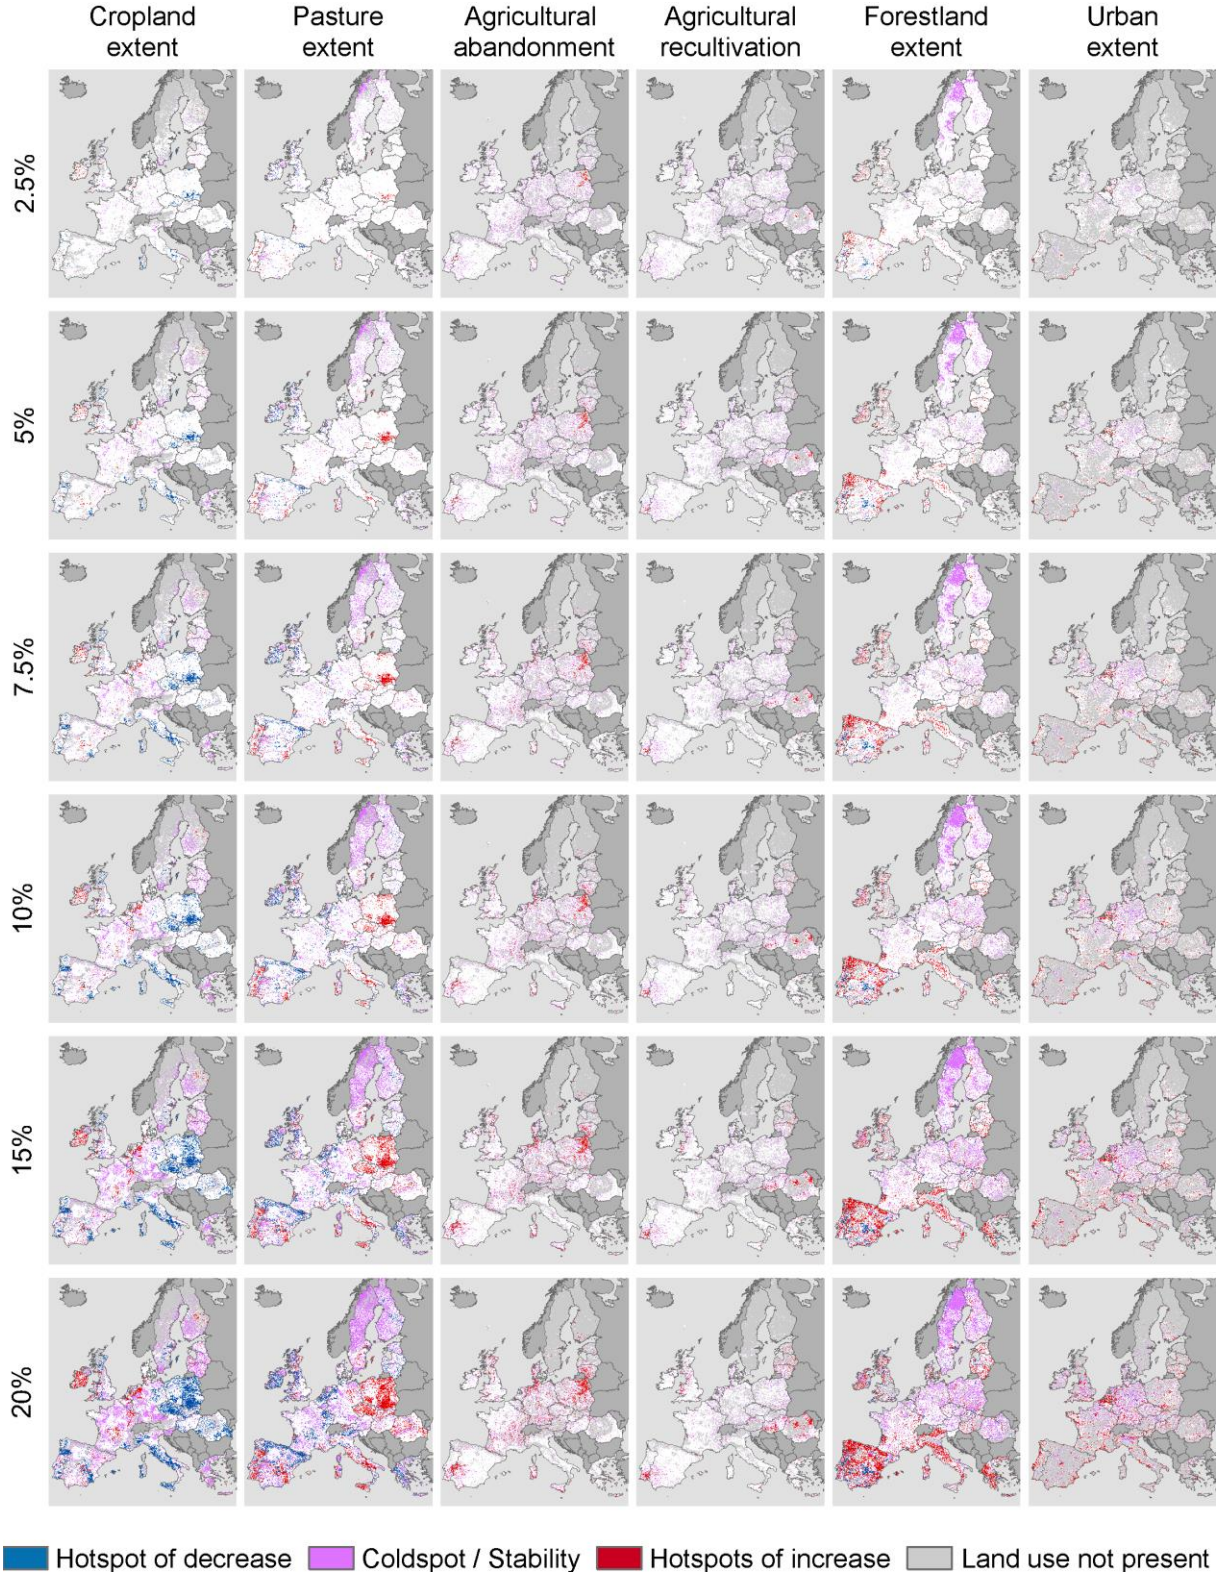 Cropland extent
Pasture extent
Agricultural abandonment
Agricultural recultivation
Forestland extent
Urban extent
2.5%
5%
7.5%
10%
15%
20%
Hotspot of decrease
Coldspot / Stability
Hotspots of increase
Land use not present